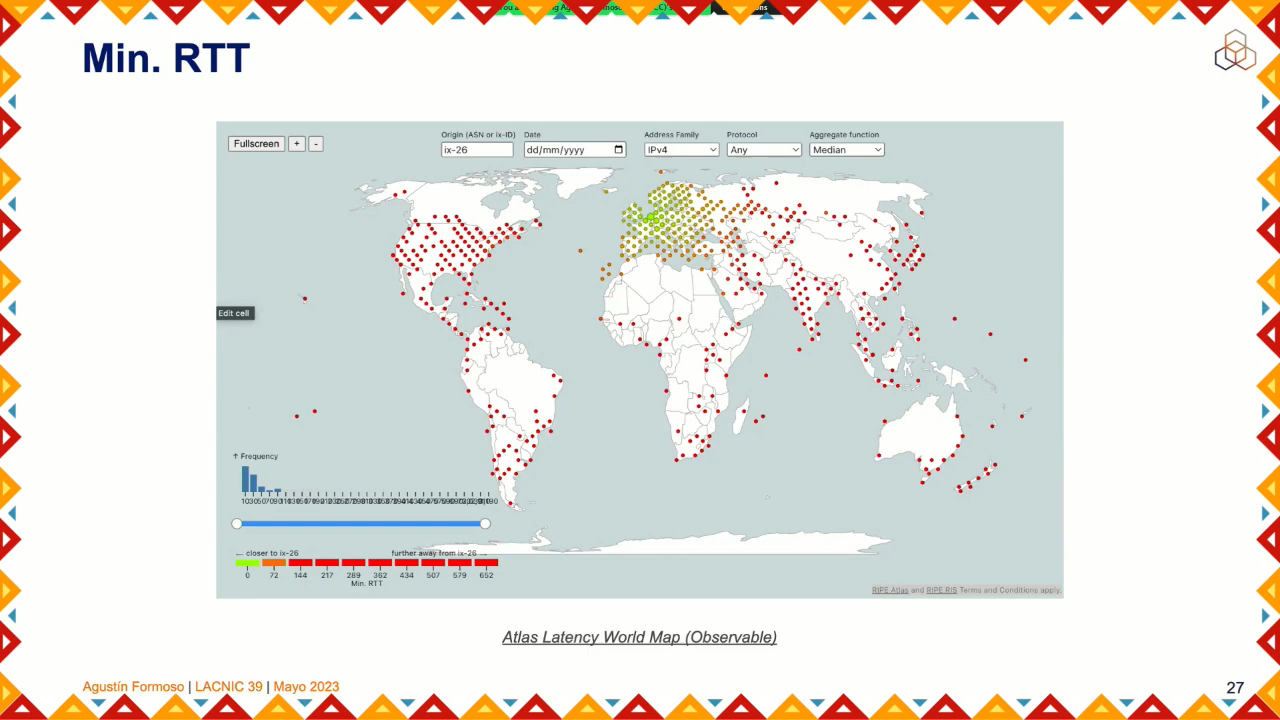 Min. RTT
Fullscreen + -
Origin (ASN or ix-ID) Date Address Family Protocol Aggregate function
ix-26 dd/mm/yyyy IPv4 Any Median
Edit cell
↑ Frequency
← closer to ix-26 further away from ix-26 →
0 72 144 217 289 362 434 507 579 652
Min. RTT
RIPE Atlas and RIPE RIS Terms and Conditions apply.
Atlas Latency World Map (Observable)
Agustín Formoso | LACNIC 39 | Mayo 2023
27